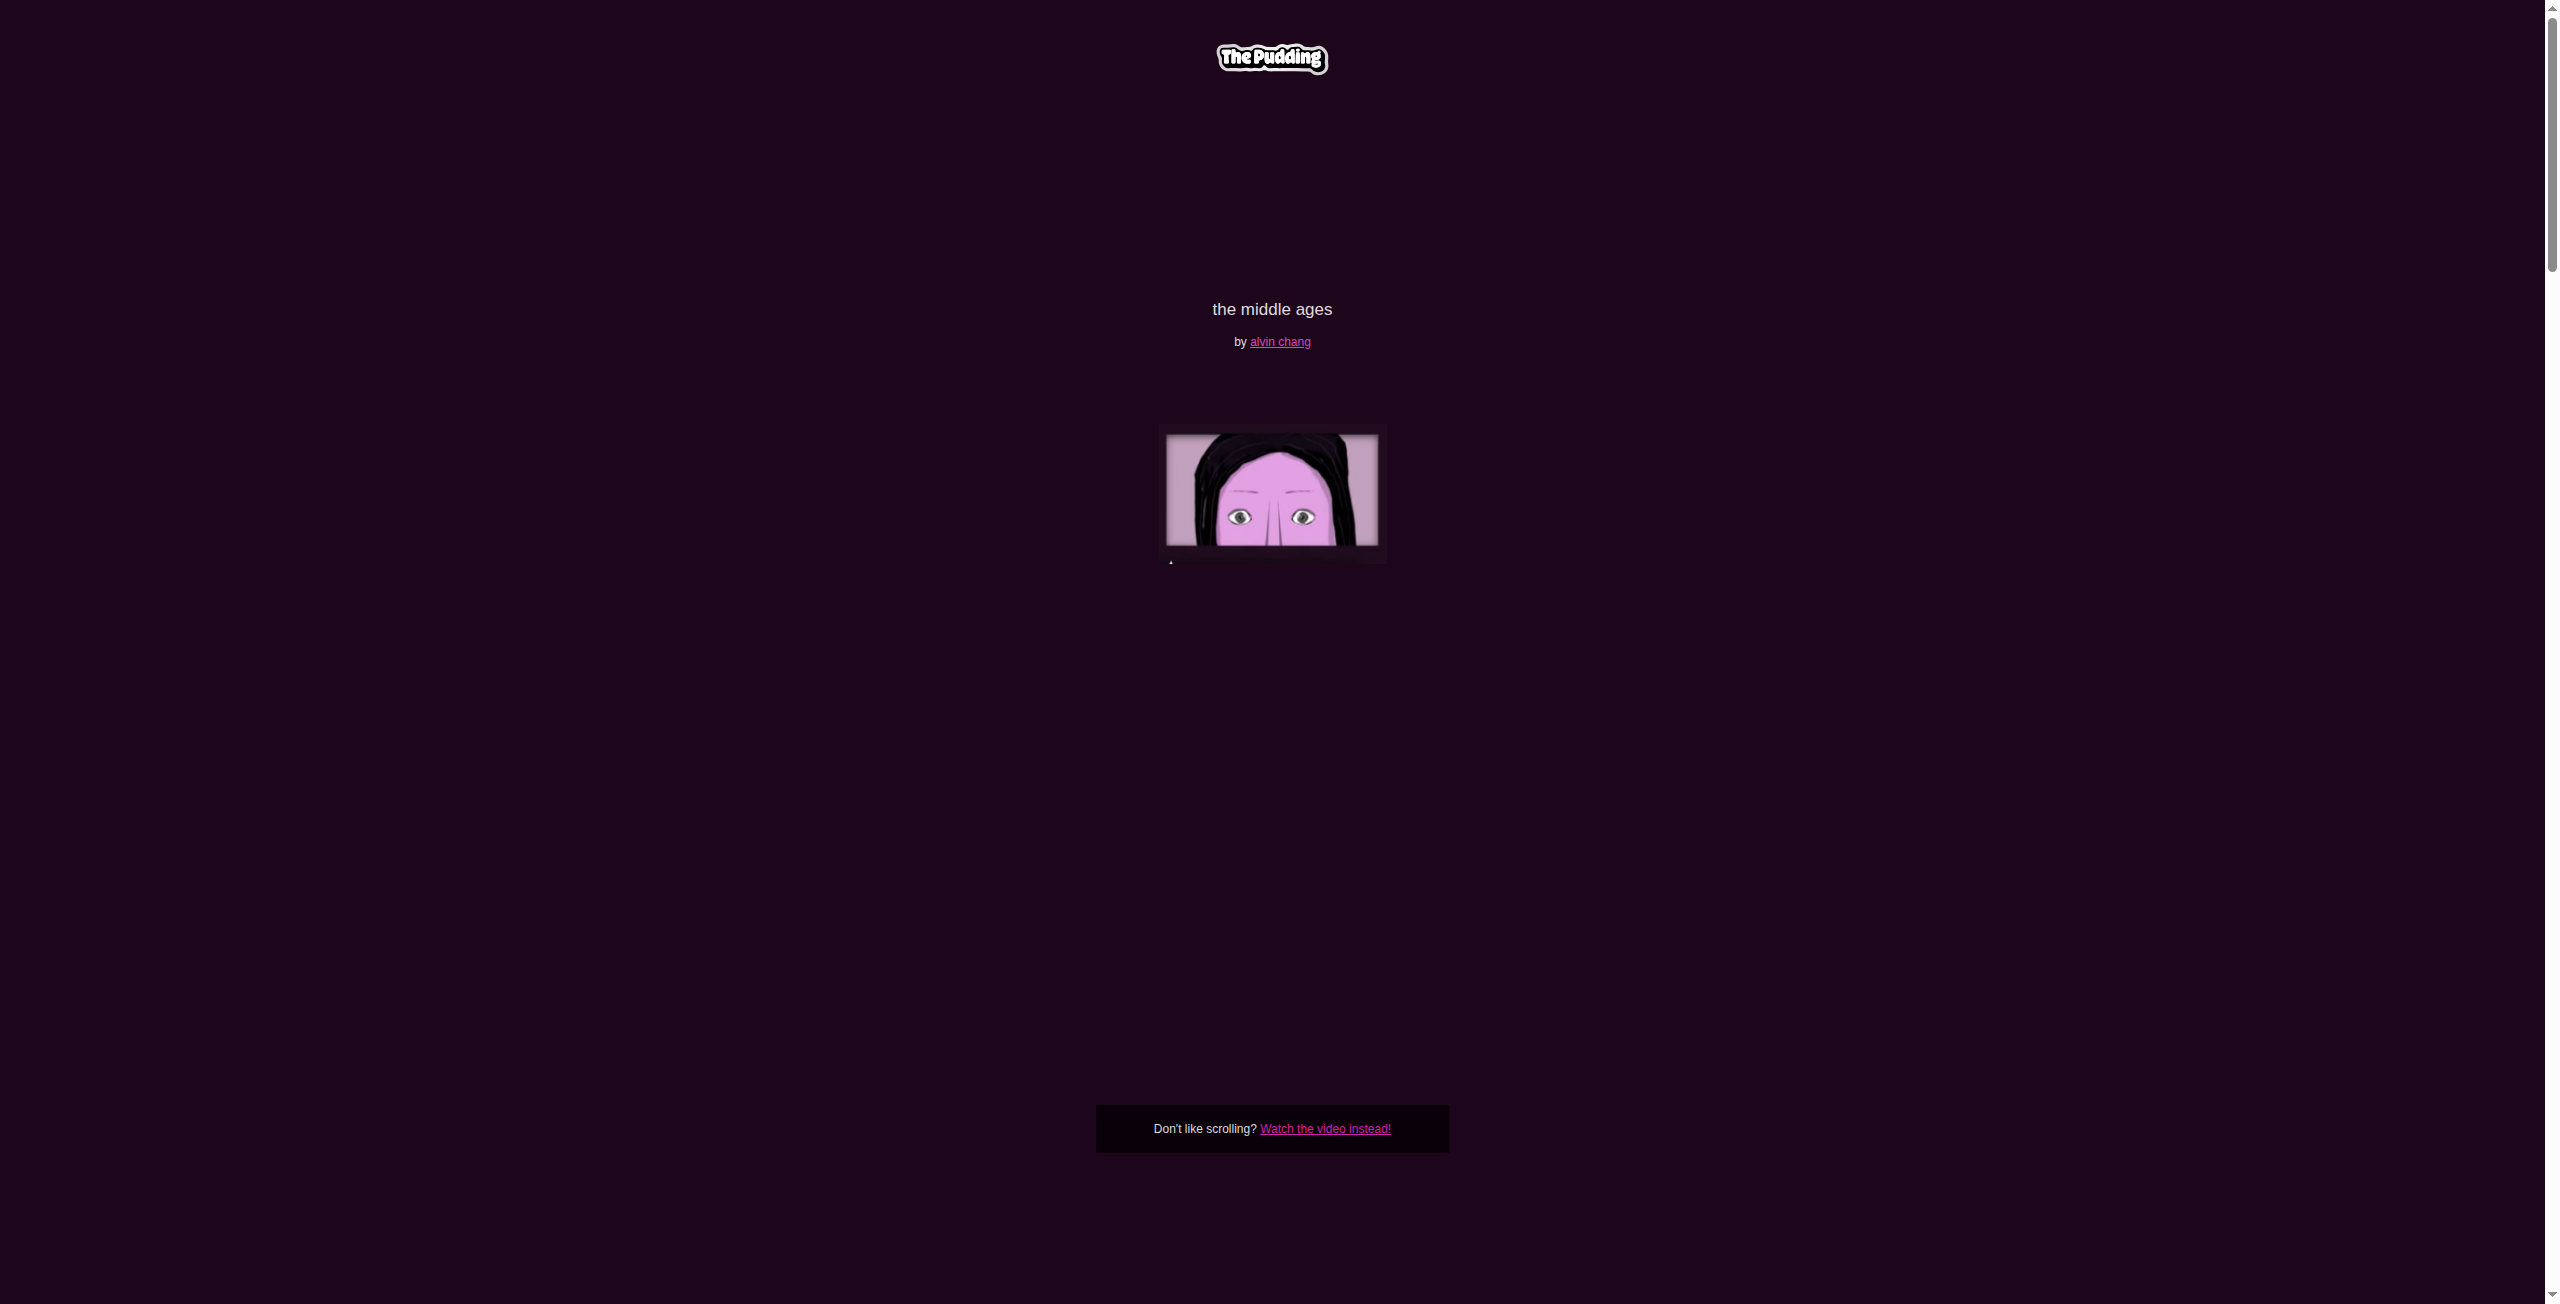 The Pudding
the middle ages
by alvin chang
Don't like scrolling? Watch the video instead!